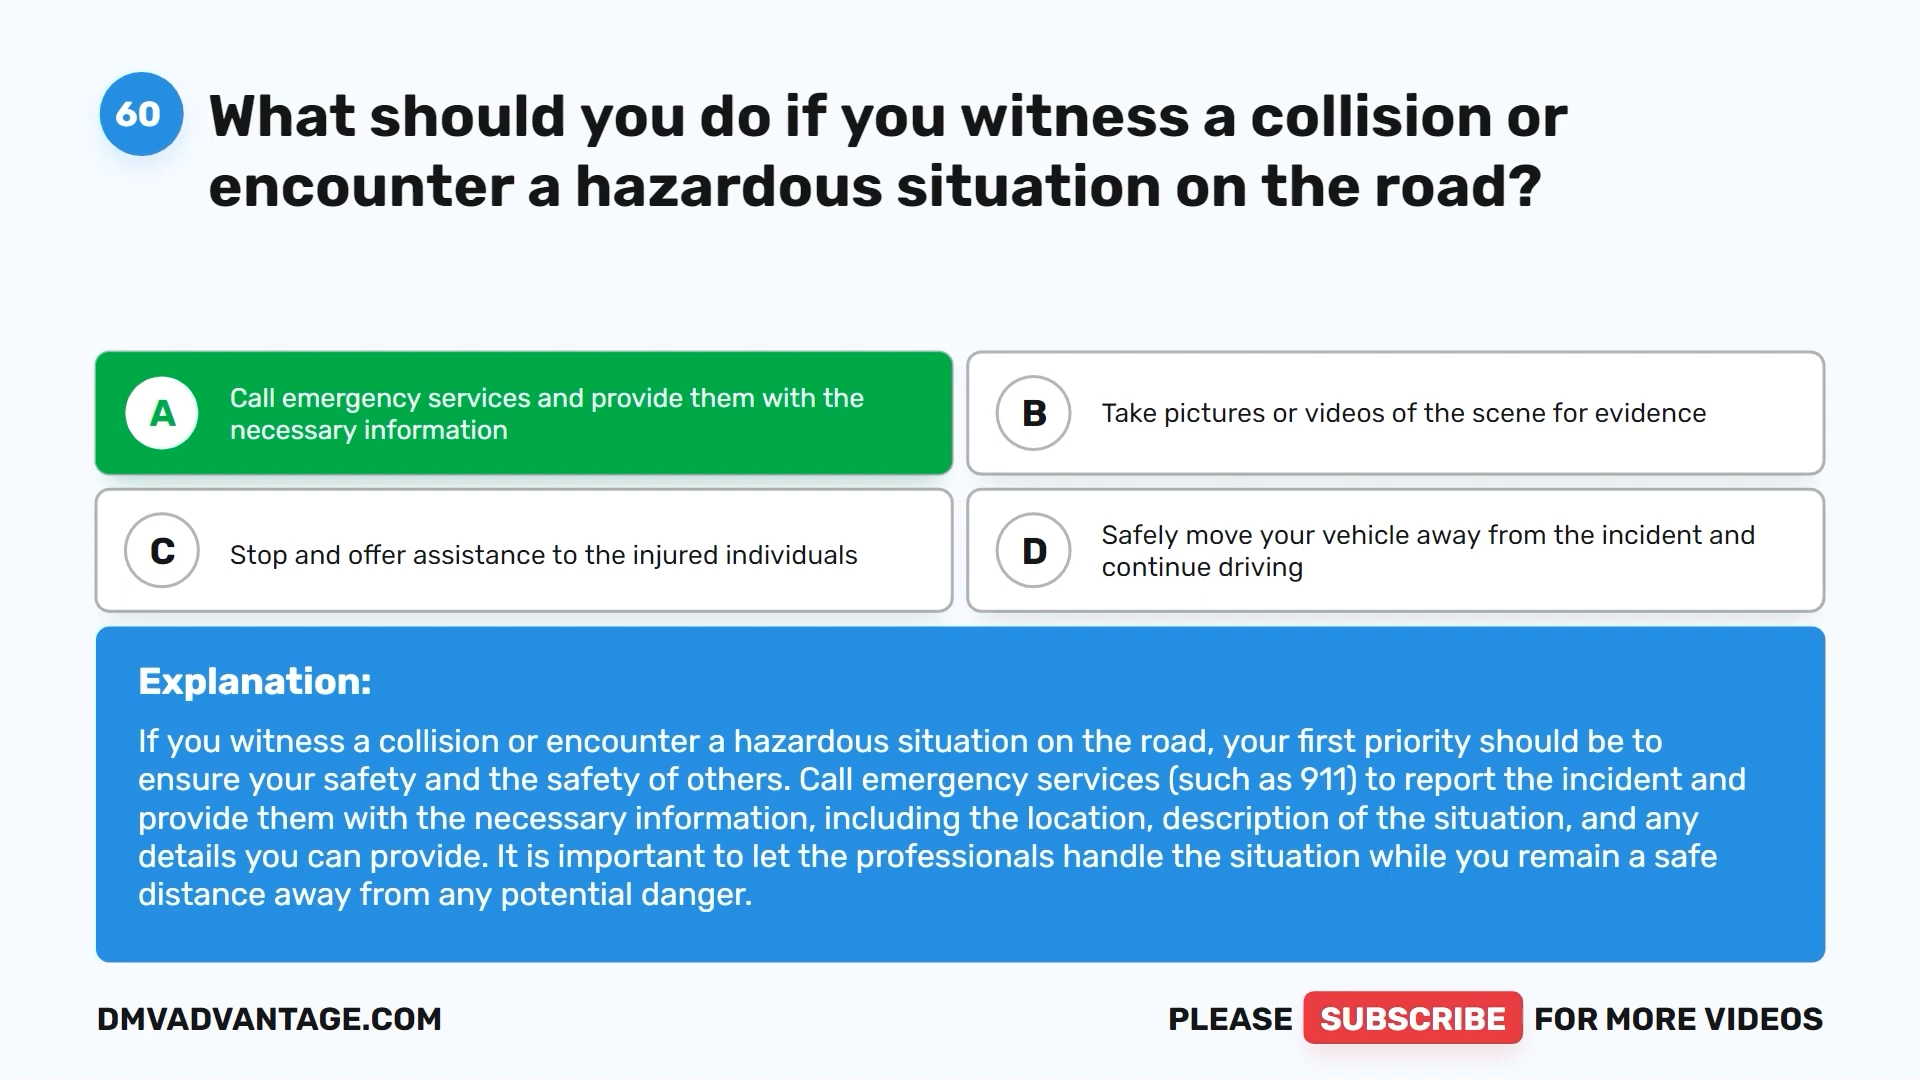 60
What should you do if you witness a collision or
encounter a hazardous situation on the road?
A
Call emergency services and provide them with the
necessary information
B
Take pictures or videos of the scene for evidence
C
Stop and offer assistance to the injured individuals
D
Safely move your vehicle away from the incident and
continue driving
Explanation:
If you witness a collision or encounter a hazardous situation on the road, your first priority should be to
ensure your safety and the safety of others. Call emergency services (such as 911) to report the incident and
provide them with the necessary information, including the location, description of the situation, and any
details you can provide. It is important to let the professionals handle the situation while you remain a safe
distance away from any potential danger.
DMVADVANTAGE.COM
PLEASE SUBSCRIBE FOR MORE VIDEOS